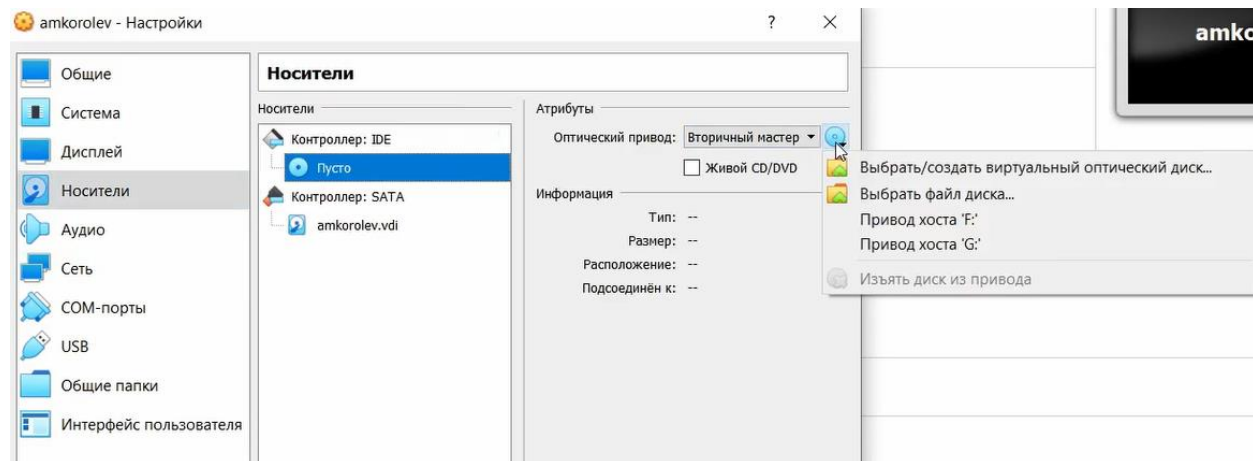 amkorolev - Настройки
?
amko
Общие
Система
Дисплей
Носители
Аудио
Сеть
COM-порты
USB
Общие папки
Интерфейс пользователя
Носители
Носители
Контроллер: IDE
Пусто
Контроллер: SATA
amkorolev.vdi
Атрибуты
Оптический привод: Вторичный мастер
Живой CD/DVD
Информация
Тип: --
Размер: --
Расположение: --
Подсоединён к: --
Выбрать/создать виртуальный оптический диск...
Выбрать файл диска...
Привод хоста 'F:'
Привод хоста 'G:'
Изъять диск из привода